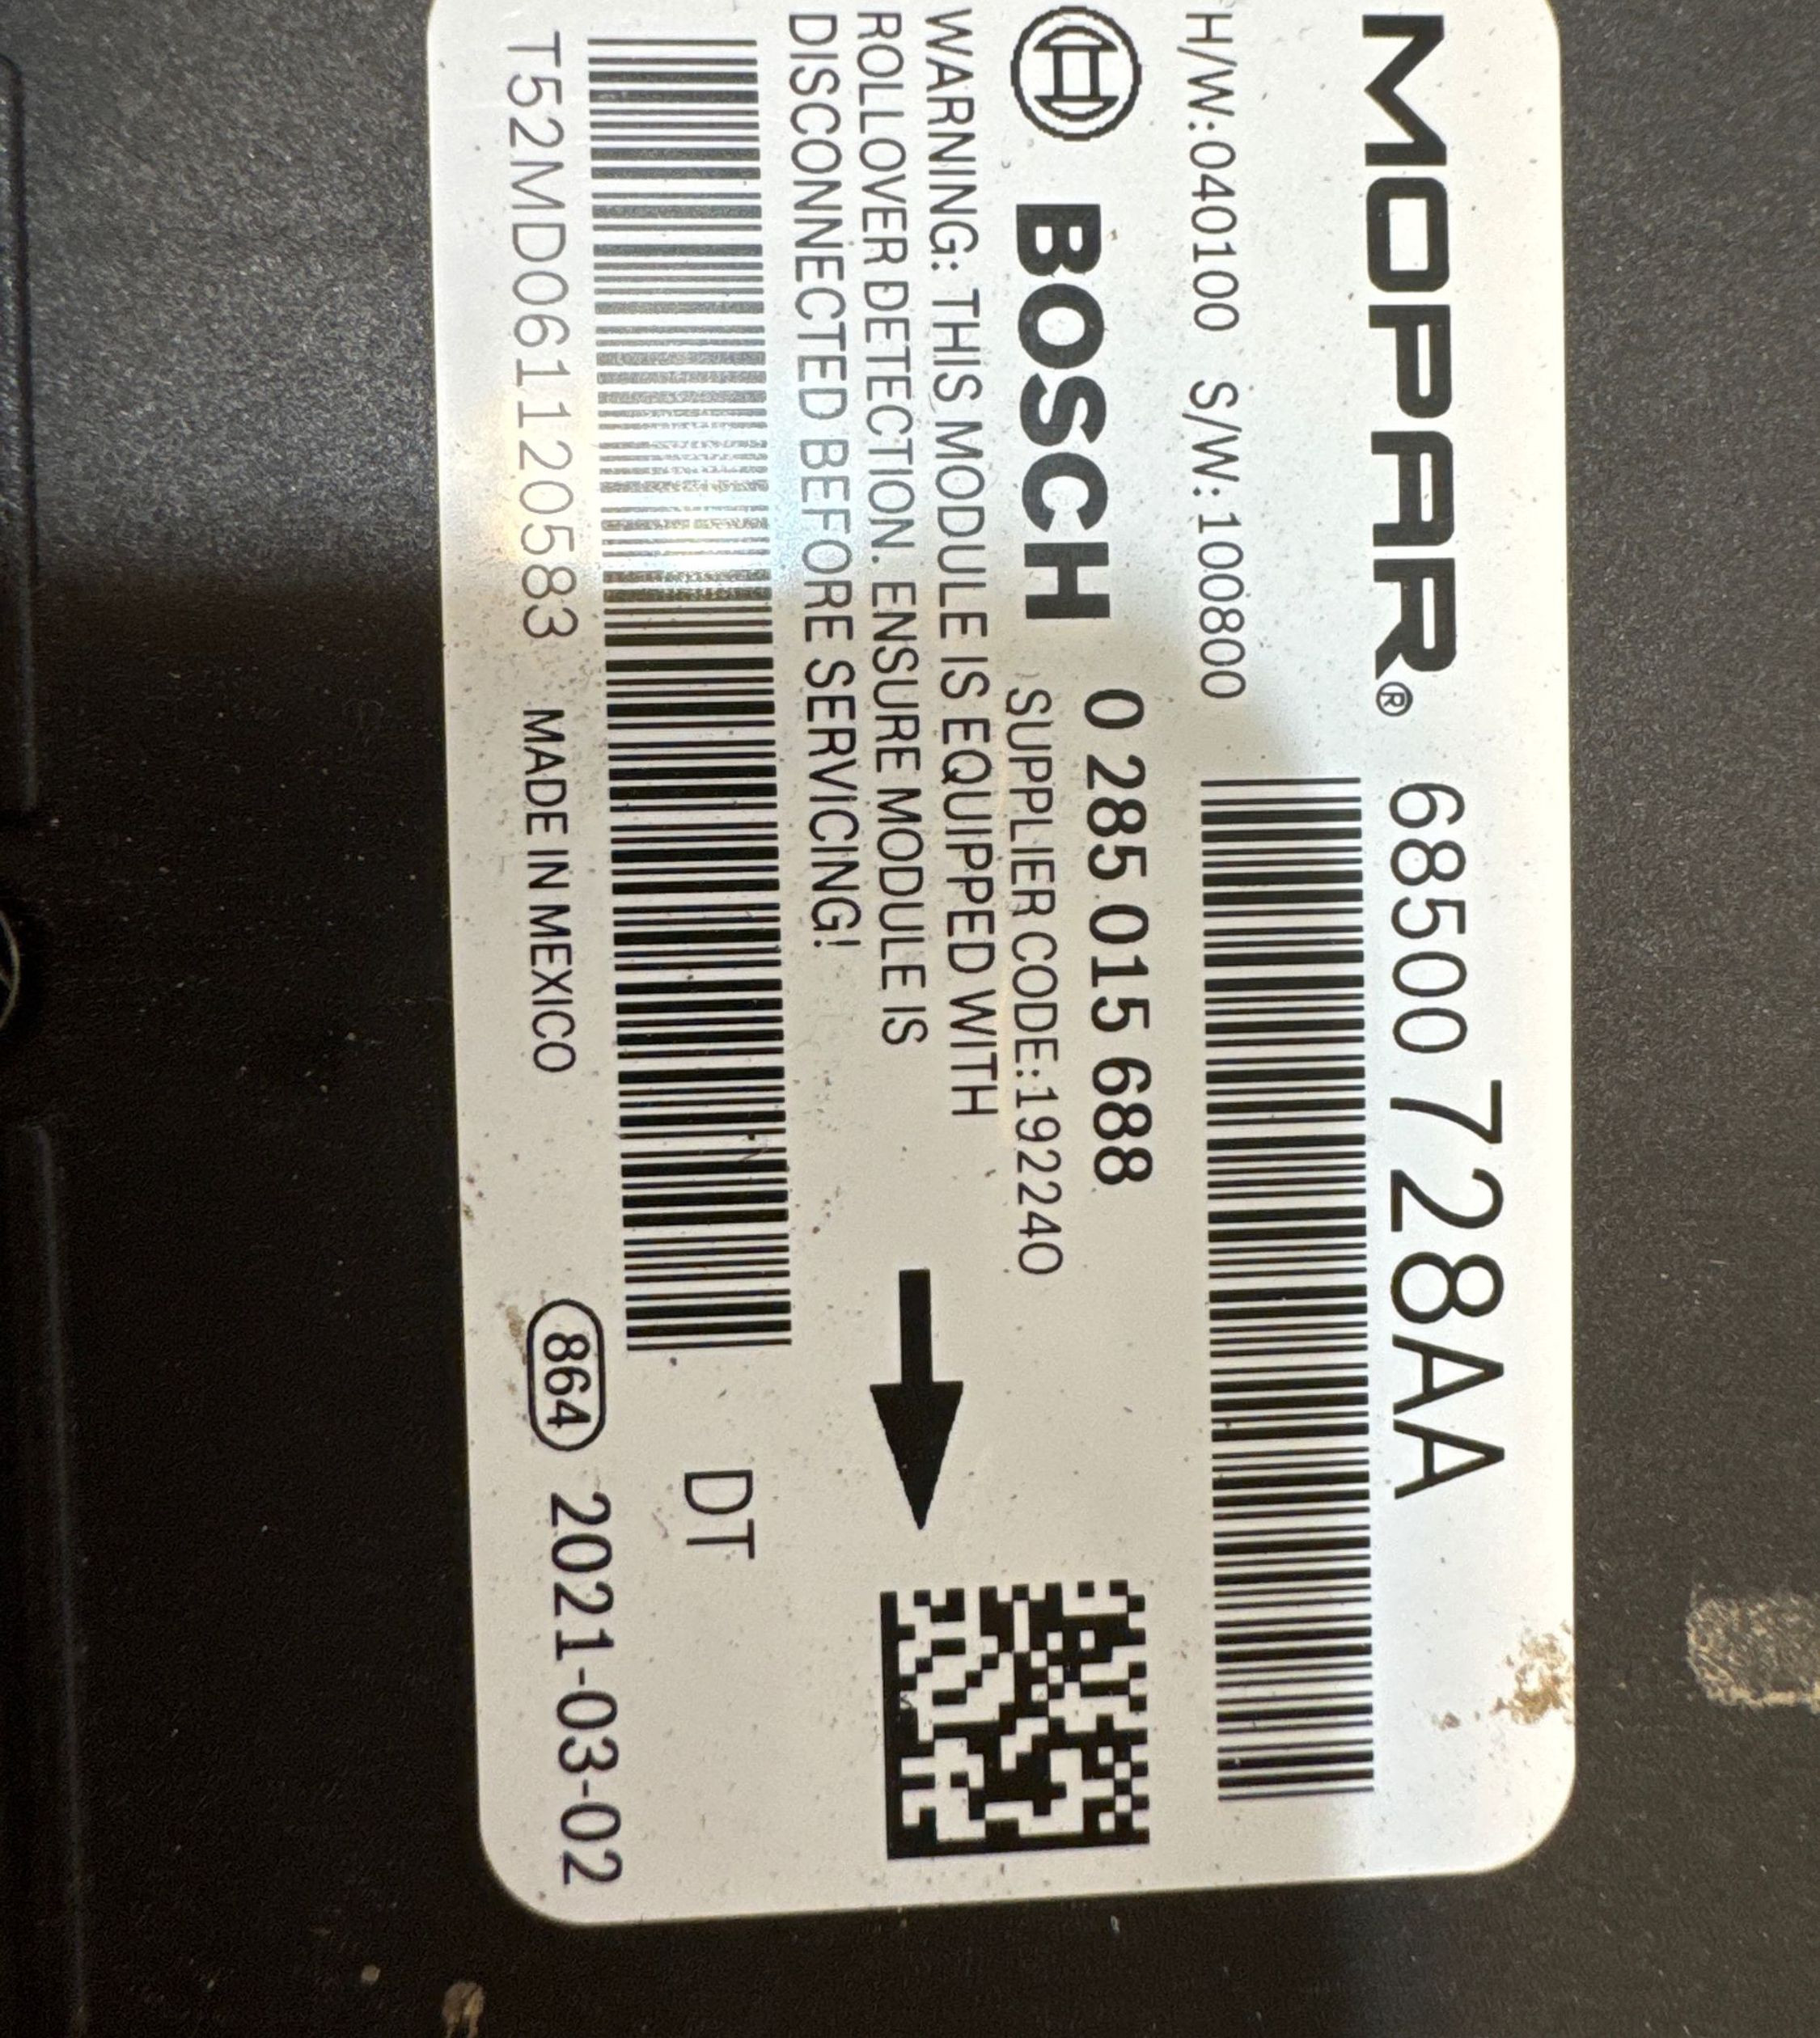 MOPAR® 68500 728AA
H/W:040100 S/W:100800
BOSCH 0 285 015 688
SUPPLIER CODE:192240
WARNING: THIS MODULE IS EQUIPPED WITH
ROLLOVER DETECTION. ENSURE MODULE IS
DISCONNECTED BEFORE SERVICING!
DT
T52MD061120583 MADE IN MEXICO 864 2021-03-02